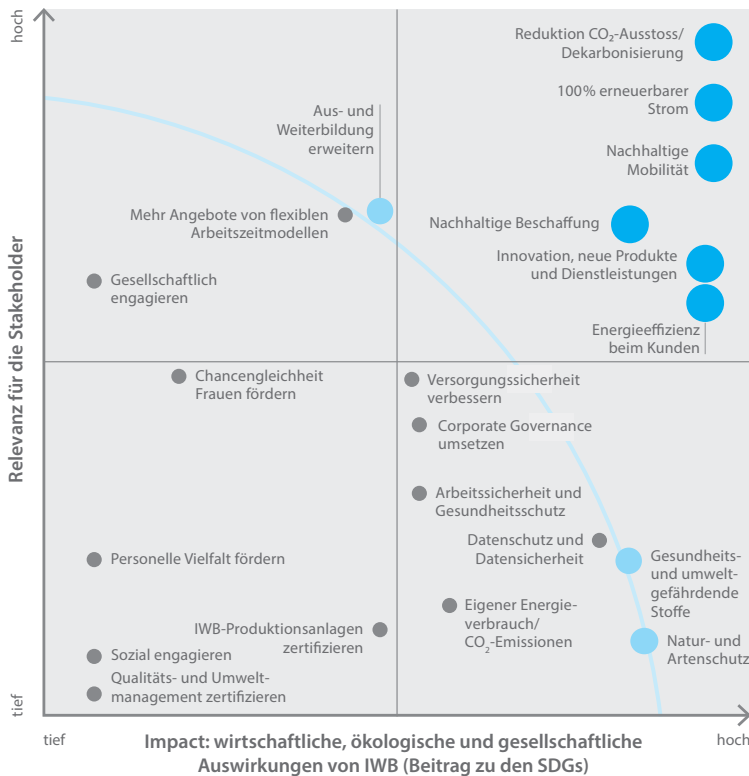 hoch
Relevanz für die Stakeholder
tief
Reduktion CO₂-Ausstoss/
Dekarbonisierung
100% erneuerbarer
Strom
Aus- und
Weiterbildung
erweitern
Nachhaltige
Mobilität
Mehr Angebote von flexiblen
Arbeitszeitmodellen
Nachhaltige Beschaffung
Innovation, neue Produkte
und Dienstleistungen
Gesellschaftlich
engagieren
Energieeffizienz
beim Kunden
Chancengleichheit
Frauen fördern
Versorgungssicherheit
verbessern
Corporate Governance
umsetzen
Arbeitssicherheit und
Gesundheitsschutz
Datenschutz und
Datensicherheit
Gesundheits-
und umwelt-
gefährdende
Stoffe
Personelle Vielfalt fördern
IWB-Produktionsanlagen
zertifizieren
Eigener Energie-
verbrauch/
CO₂-Emissionen
Natur- und
Artenschutz
Sozial engagieren
Qualitäts- und Umwelt-
management zertifizieren
tief
Impact: wirtschaftliche, ökologische und gesellschaftliche
Auswirkungen von IWB (Beitrag zu den SDGs)
hoch